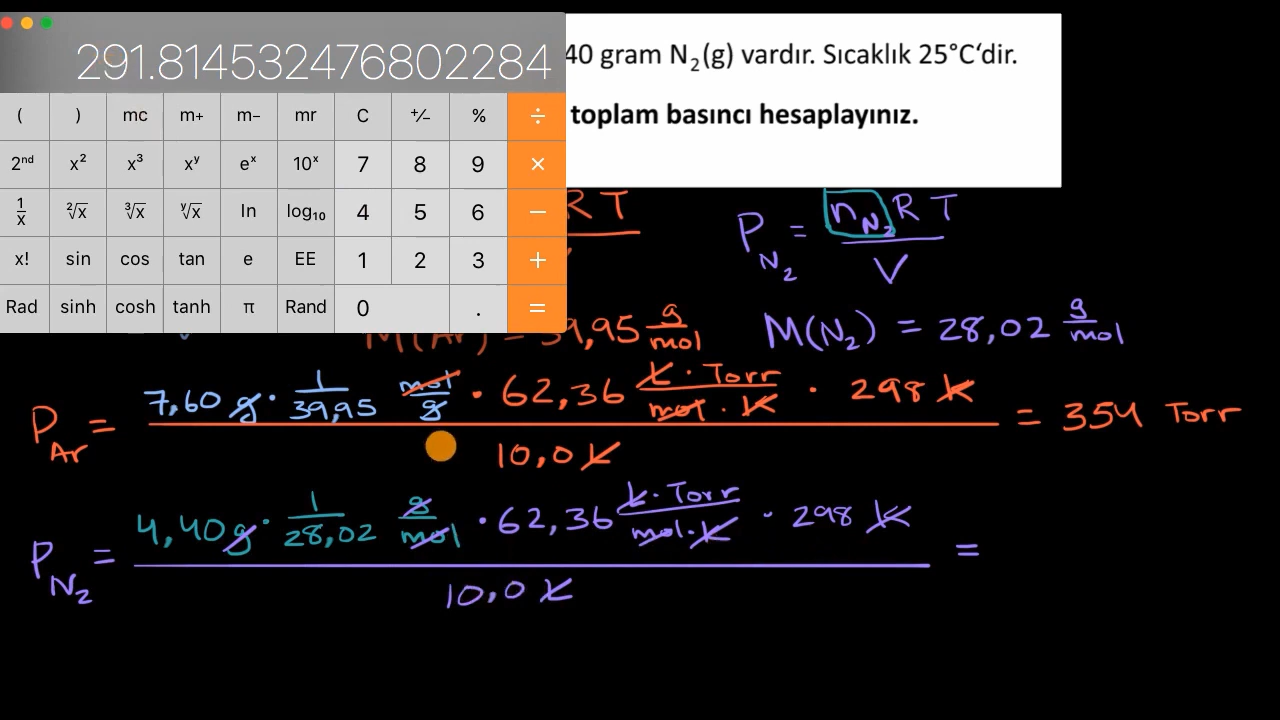 291.814532476802284
( ) mc m+ m− mr C ⁺∕₋ % ÷
2ⁿᵈ x² x³ xʸ eˣ 10ˣ 7 8 9 ×
1/x ²√x ³√x ʸ√x ln log₁₀ 4 5 6 −
x! sin cos tan e EE 1 2 3 +
Rad sinh cosh tanh π Rand 0 . =
40 gram N₂(g) vardır. Sıcaklık 25°C‘dir.
toplam basıncı hesaplayınız.
R T
P_N₂ = n_N₂ R T / V
M(Ar) = 39,95 g/mol
M(N₂) = 28,02 g/mol
P_Ar = 7,60 g · 1/39,95 mol/g · 62,36 L · Torr/mol · K · 298 K / 10,0 L = 354 Torr
P_N₂ = 4,40 g · 1/28,02 g/mol · 62,36 L · Torr/mol · K · 298 K / 10,0 L =